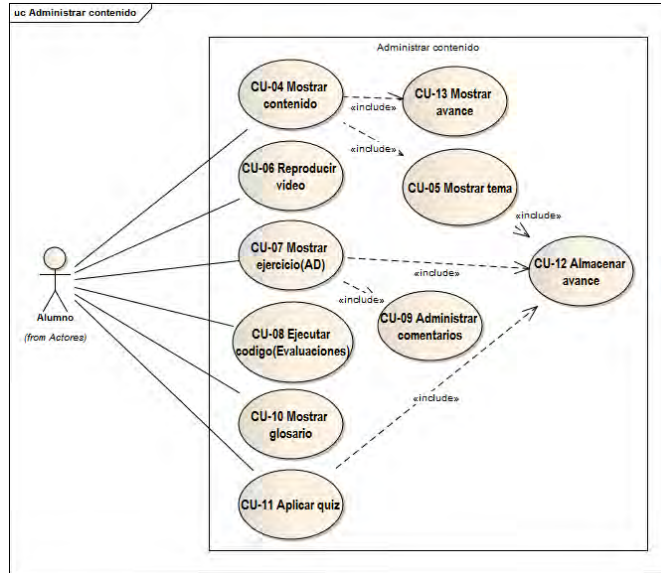 uc Administrar contenido
Administrar contenido
CU-04 Mostrar
contenido
«include»
CU-13 Mostrar
avance
«include»
CU-06 Reproducir
video
CU-05 Mostrar tema
«include»
CU-07 Mostrar
ejercicio(AD)
«include»
CU-12 Almacenar
avance
«include»
CU-09 Administrar
comentarios
Alumno
(from Actores)
CU-08 Ejecutar
codigo(Evaluaciones)
«include»
CU-10 Mostrar
glosario
CU-11 Aplicar quiz